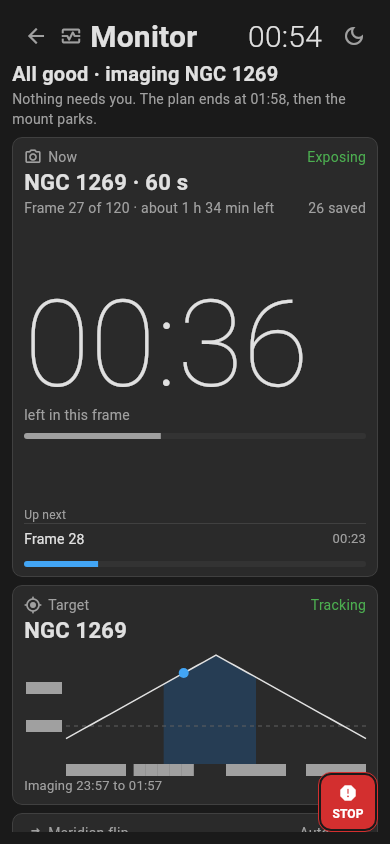 Monitor
00:54
All good · imaging NGC 1269
Nothing needs you. The plan ends at 01:58, then the
mount parks.
Now
Exposing
NGC 1269 · 60 s
Frame 27 of 120 · about 1 h 34 min left
26 saved
00:36
left in this frame
Up next
Frame 28
00:23
Target
Tracking
NGC 1269
Imaging 23:57 to 01:57
STOP
Meridian flip